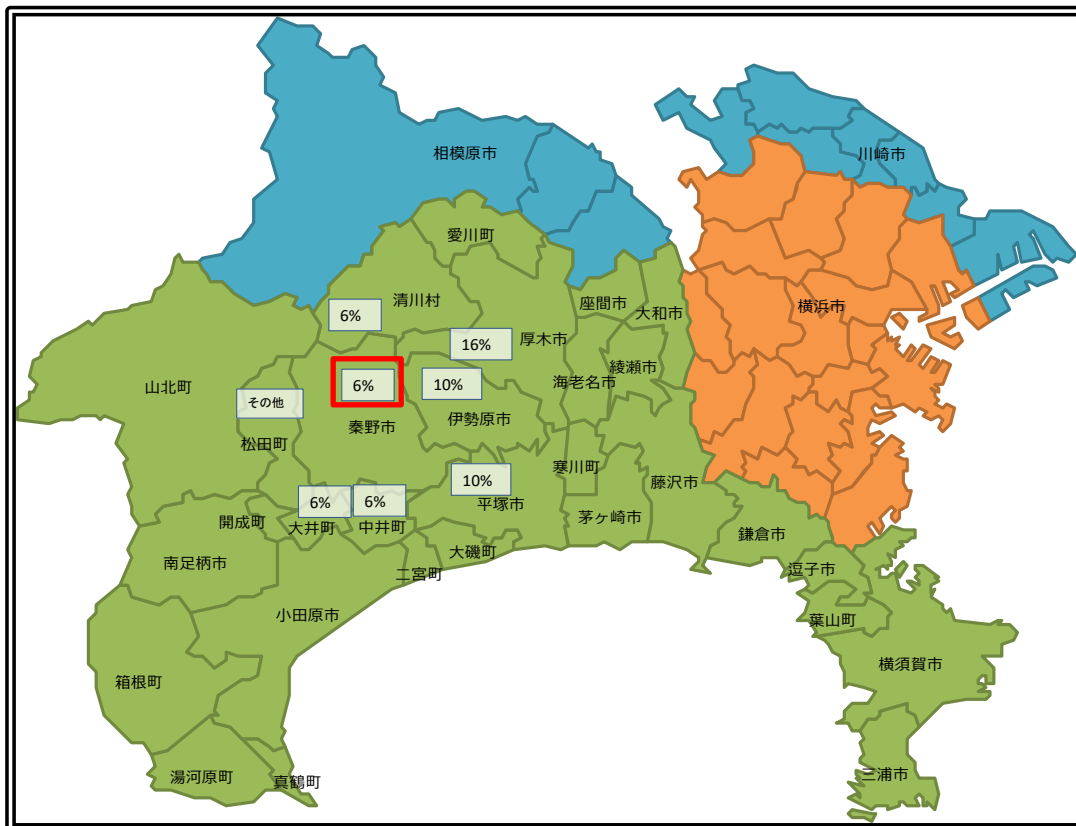 相模原市
川崎市
愛川町
清川村
座間市
大和市
横浜市
6%
16%
厚木市
山北町
6%
10%
海老名市
綾瀬市
その他
秦野市
伊勢原市
松田町
10%
寒川町
藤沢市
6%
6%
平塚市
開成町
大井町
中井町
茅ヶ崎市
鎌倉市
南足柄市
大磯町
二宮町
逗子市
小田原市
葉山町
箱根町
横須賀市
湯河原町
真鶴町
三浦市